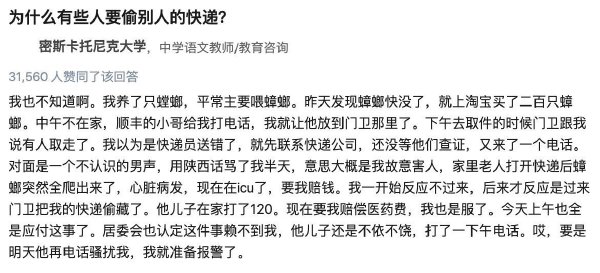 为什么有些人要偷别人的快递?
密斯卡托尼克大学，中学语文教师/教育咨询
31,560 人赞同了该回答
我也不知道啊。我养了只螳螂，平常主要喂蟑螂。昨天发现蟑螂快没了，就上淘宝买了二百只蟑
螂。中午不在家，顺丰的小哥给我打电话，我就让他放到门卫那里了。下午去取件的时候门卫跟我
说有人取走了。我以为是快递员送错了，就先联系快递公司，还没等他们查证，又来了一个电话。
对面是一个不认识的男声，用陕西话骂了我半天，意思大概是我故意害人，家里老人打开快递后蟑
螂突然全爬出来了，心脏病发，现在在icu了，要我赔钱。我一开始反应不过来，后来才反应是过来
门卫把我的快递偷藏了。他儿子在家打了120。现在要我赔偿医药费，我也是服了。今天上午也全
是应付这事了。居委会也认定这件事赖不到我，他儿子还是不依不饶，打了一下午电话。哎，要是
明天他再电话骚扰我，我就准备报警了。